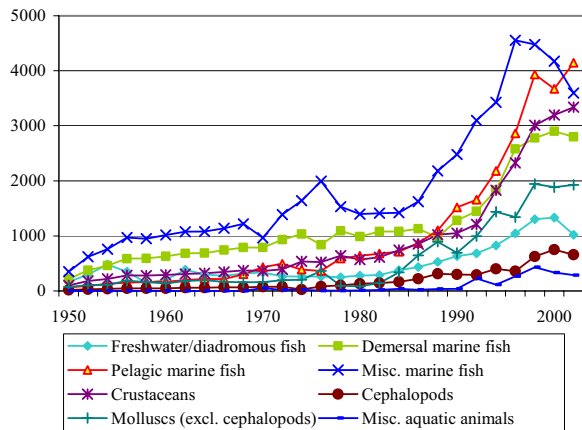 5000
4000
3000
2000
1000
0
1950 1960 1970 1980 1990 2000
Freshwater/diadromous fish Demersal marine fish
Pelagic marine fish Misc. marine fish
Crustaceans Cephalopods
Molluscs (excl. cephalopods) Misc. aquatic animals